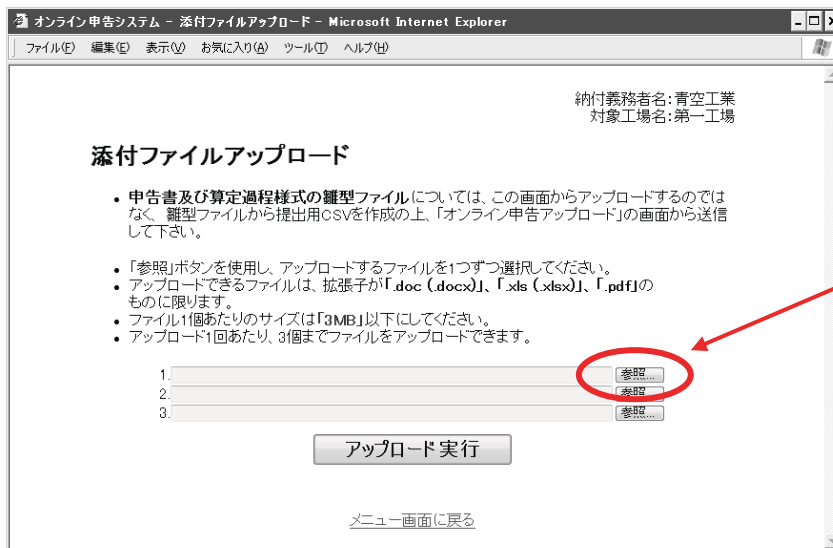 オンライン申告システム - 添付ファイルアップロード - Microsoft Internet Explorer
ファイル(F) 編集(E) 表示(V) お気に入り(A) ツール(T) ヘルプ(H)
納付義務者名:青空工業
対象工場名:第一工場
添付ファイルアップロード
• 申告書及び算定過程様式の雛型ファイルについては、この画面からアップロードするのでは
なく、雛型ファイルから提出用CSVを作成の上、「オンライン申告アップロード」の画面から送信
して下さい。
• 「参照」ボタンを使用し、アップロードするファイルを1つずつ選択してください。
• アップロードできるファイルは、拡張子が「.doc (.docx)」、「.xls (.xlsx)」、「.pdf」の
ものに限ります。
• ファイル1個あたりのサイズは「3MB」以下にしてください。
• アップロード1回あたり、3個までファイルをアップロードできます。
1. 参照...
2. 参照...
3. 参照...
アップロード実行
メニュー画面に戻る